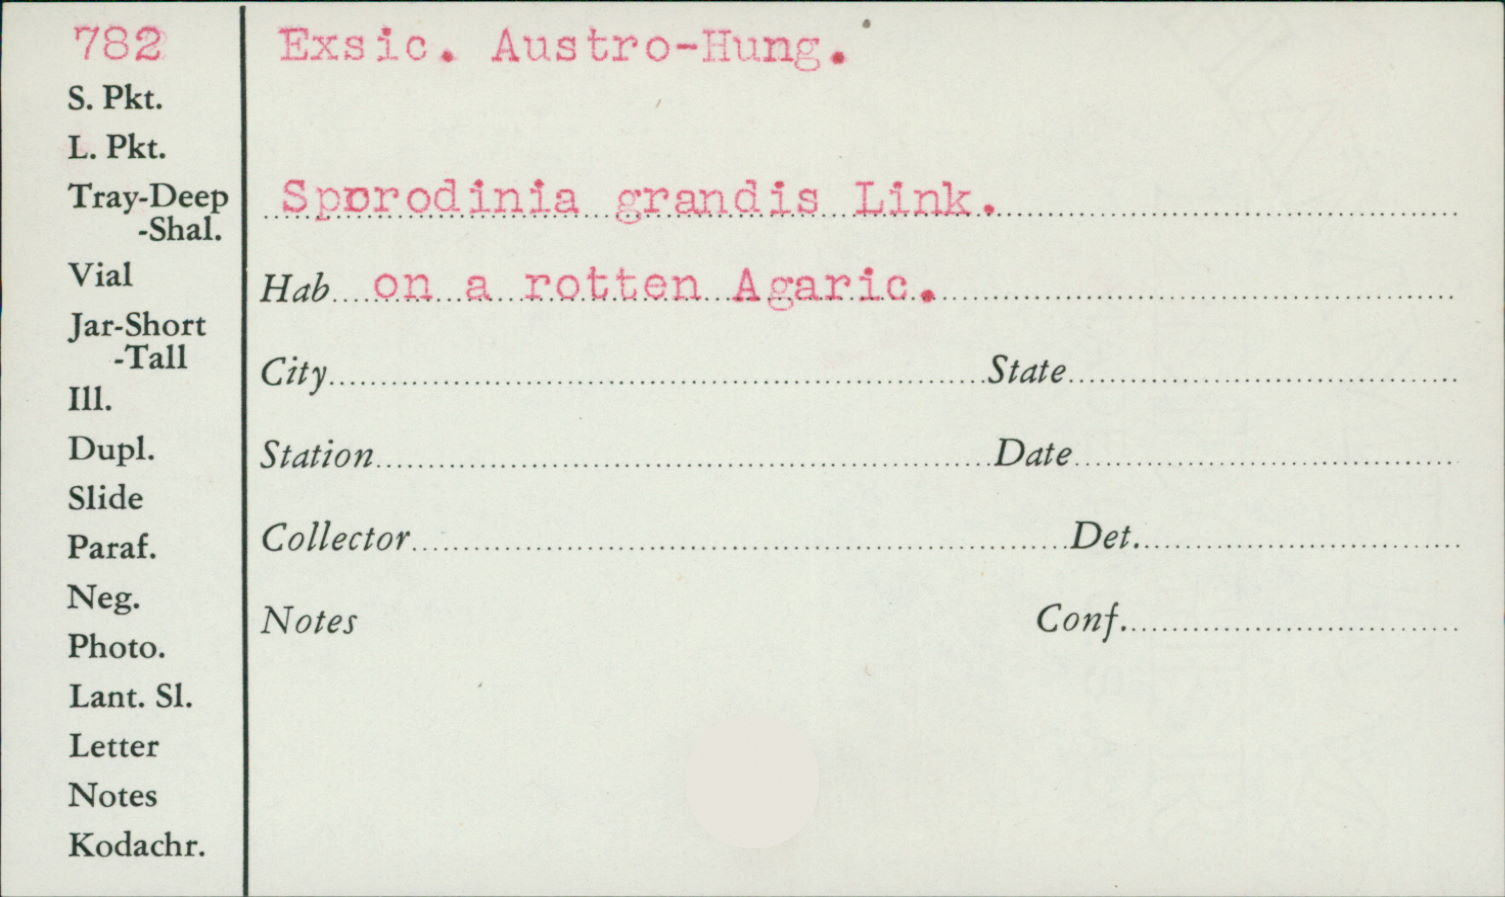 782
Exsic. Austro-Hung.
S. Pkt.
L. Pkt.
Tray-Deep
-Shal.
Sporodinia grandis Link.
Vial
Hab on a rotten Agaric.
Jar-Short
-Tall
City State
Ill.
Dupl.
Station Date
Slide
Paraf.
Collector Det.
Neg.
Notes Conf.
Photo.
Lant. Sl.
Letter
Notes
Kodachr.